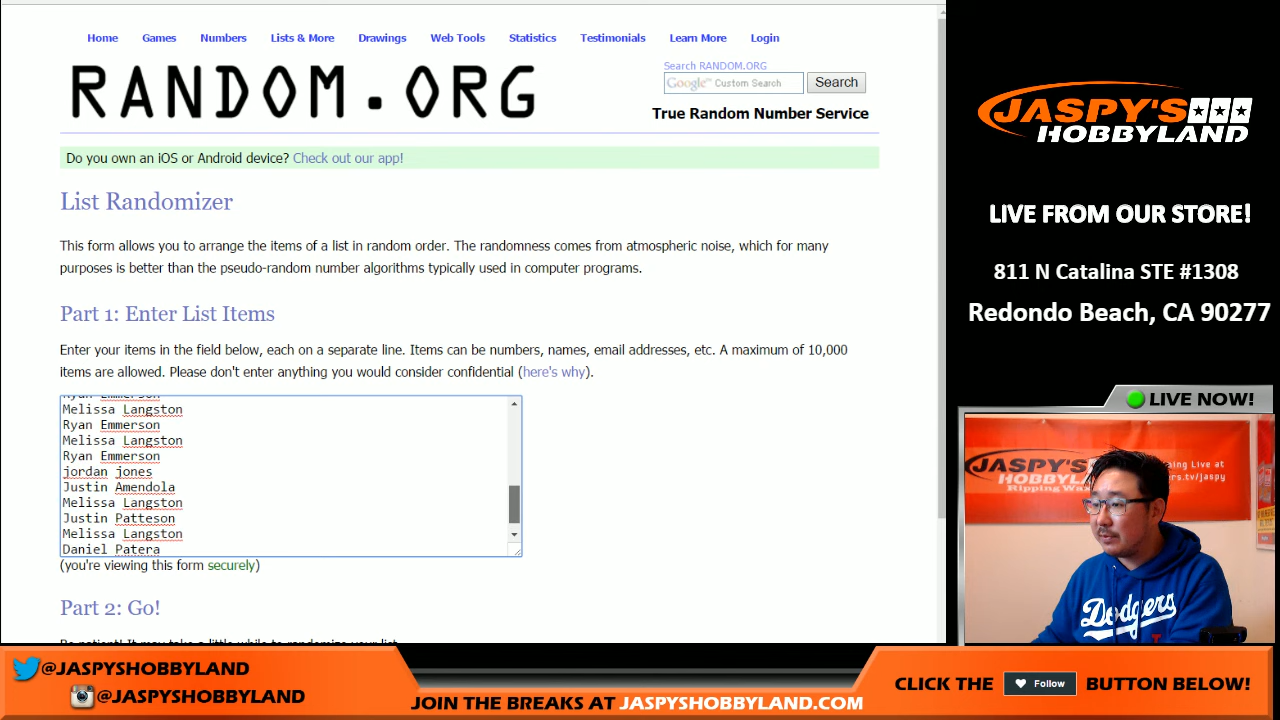 Home Games Numbers Lists & More Drawings Web Tools Statistics Testimonials Learn More Login
RANDOM.ORG
Search RANDOM.ORG
Google™ Custom Search Search
True Random Number Service
Do you own an iOS or Android device? Check out our app!
List Randomizer
This form allows you to arrange the items of a list in random order. The randomness comes from atmospheric noise, which for many
purposes is better than the pseudo-random number algorithms typically used in computer programs.
Part 1: Enter List Items
Enter your items in the field below, each on a separate line. Items can be numbers, names, email addresses, etc. A maximum of 10,000
items are allowed. Please don't enter anything you would consider confidential (here's why).
Ryan Emmerson
Melissa Langston
Ryan Emmerson
Melissa Langston
Ryan Emmerson
jordan jones
Justin Amendola
Melissa Langston
Justin Patteson
Melissa Langston
Daniel Patera
(you're viewing this form securely)
Part 2: Go!
Be patient! It may take a little while to randomize your list
JASPY'S
HOBBYLAND
LIVE FROM OUR STORE!
811 N Catalina STE #1308
Redondo Beach, CA 90277
LIVE NOW!
JASPY'S
HOBBYLAND
Ripping Wax
Live at
.tv/jaspy
Dodgers
@JASPYSHOBBYLAND
@JASPYSHOBBYLAND
JOIN THE BREAKS AT JASPYSHOBBYLAND.COM
CLICK THE Follow BUTTON BELOW!